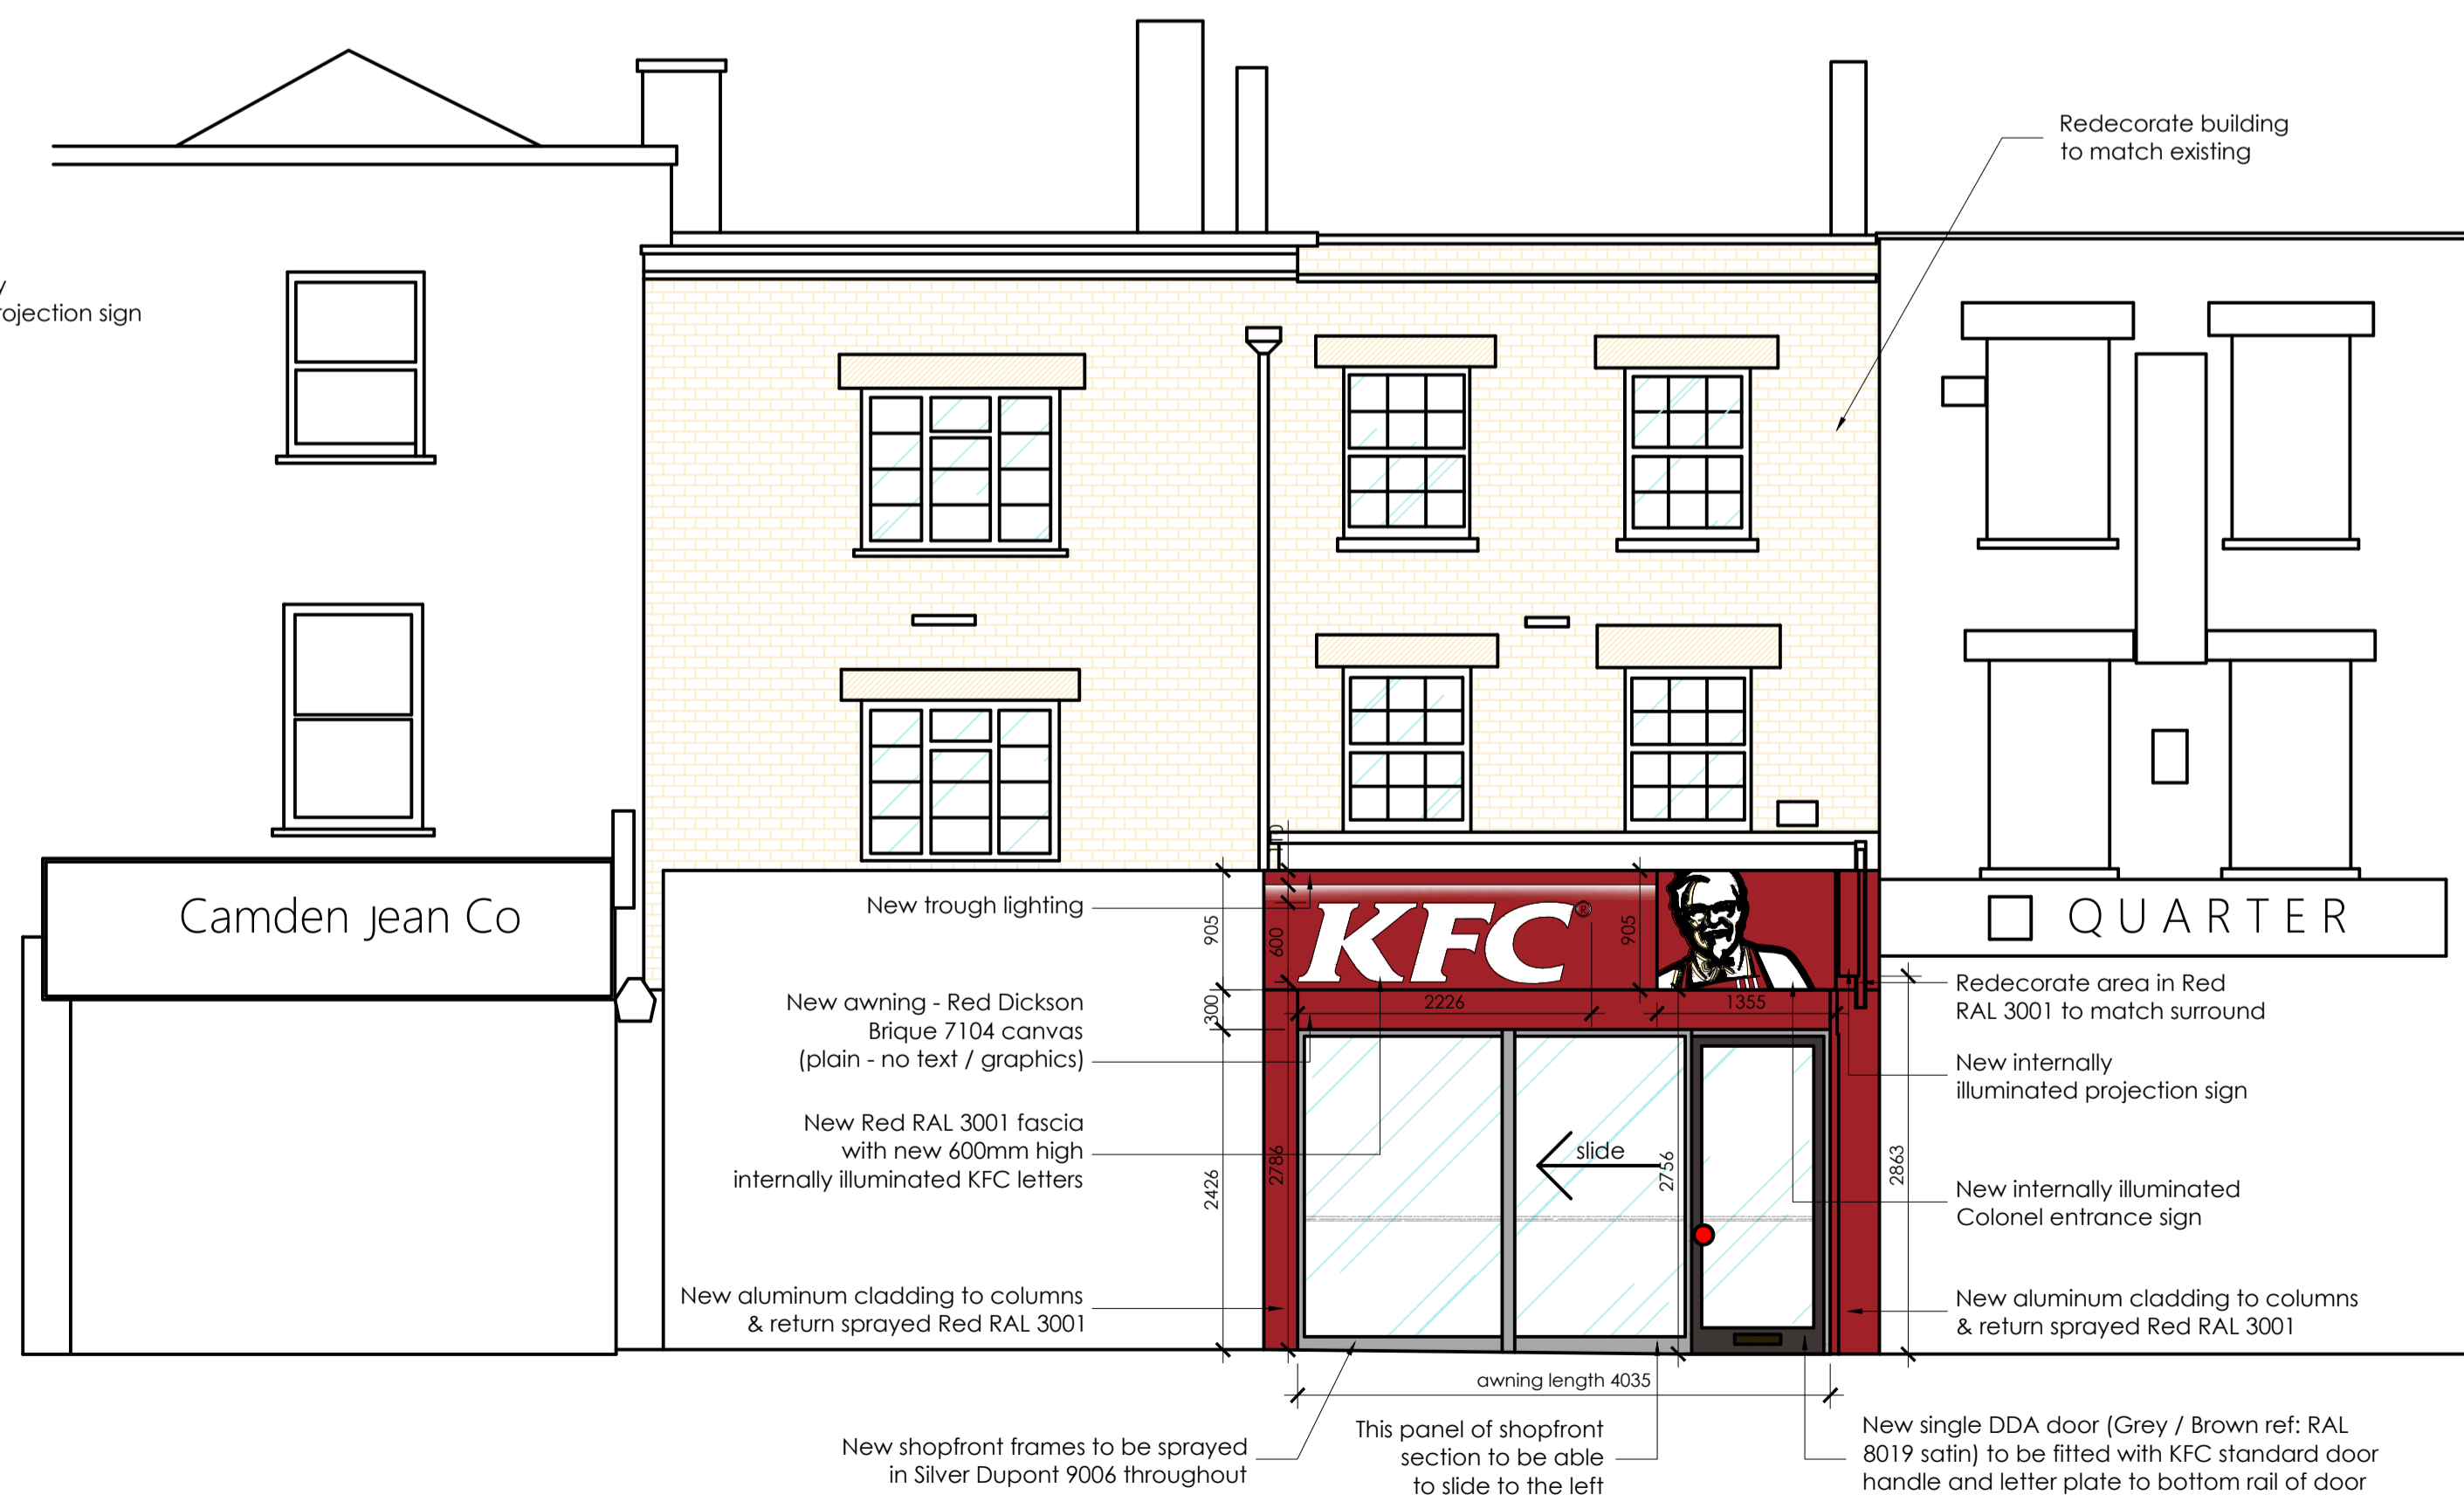 Redecorate building
to match existing
ojection sign
Camden Jean Co
QUARTER
New trough lighting
KFC®
110
905
600
905
300
2226
1355
New awning - Red Dickson
Brique 7104 canvas
(plain - no text / graphics)
New Red RAL 3001 fascia
with new 600mm high
internally illuminated KFC letters
2426
2786
slide
2756
2863
New aluminum cladding to columns
& return sprayed Red RAL 3001
Redecorate area in Red
RAL 3001 to match surround
New internally
illuminated projection sign
New internally illuminated
Colonel entrance sign
New aluminum cladding to columns
& return sprayed Red RAL 3001
awning length 4035
New shopfront frames to be sprayed
in Silver Dupont 9006 throughout
This panel of shopfront
section to be able
to slide to the left
New single DDA door (Grey / Brown ref: RAL
8019 satin) to be fitted with KFC standard door
handle and letter plate to bottom rail of door